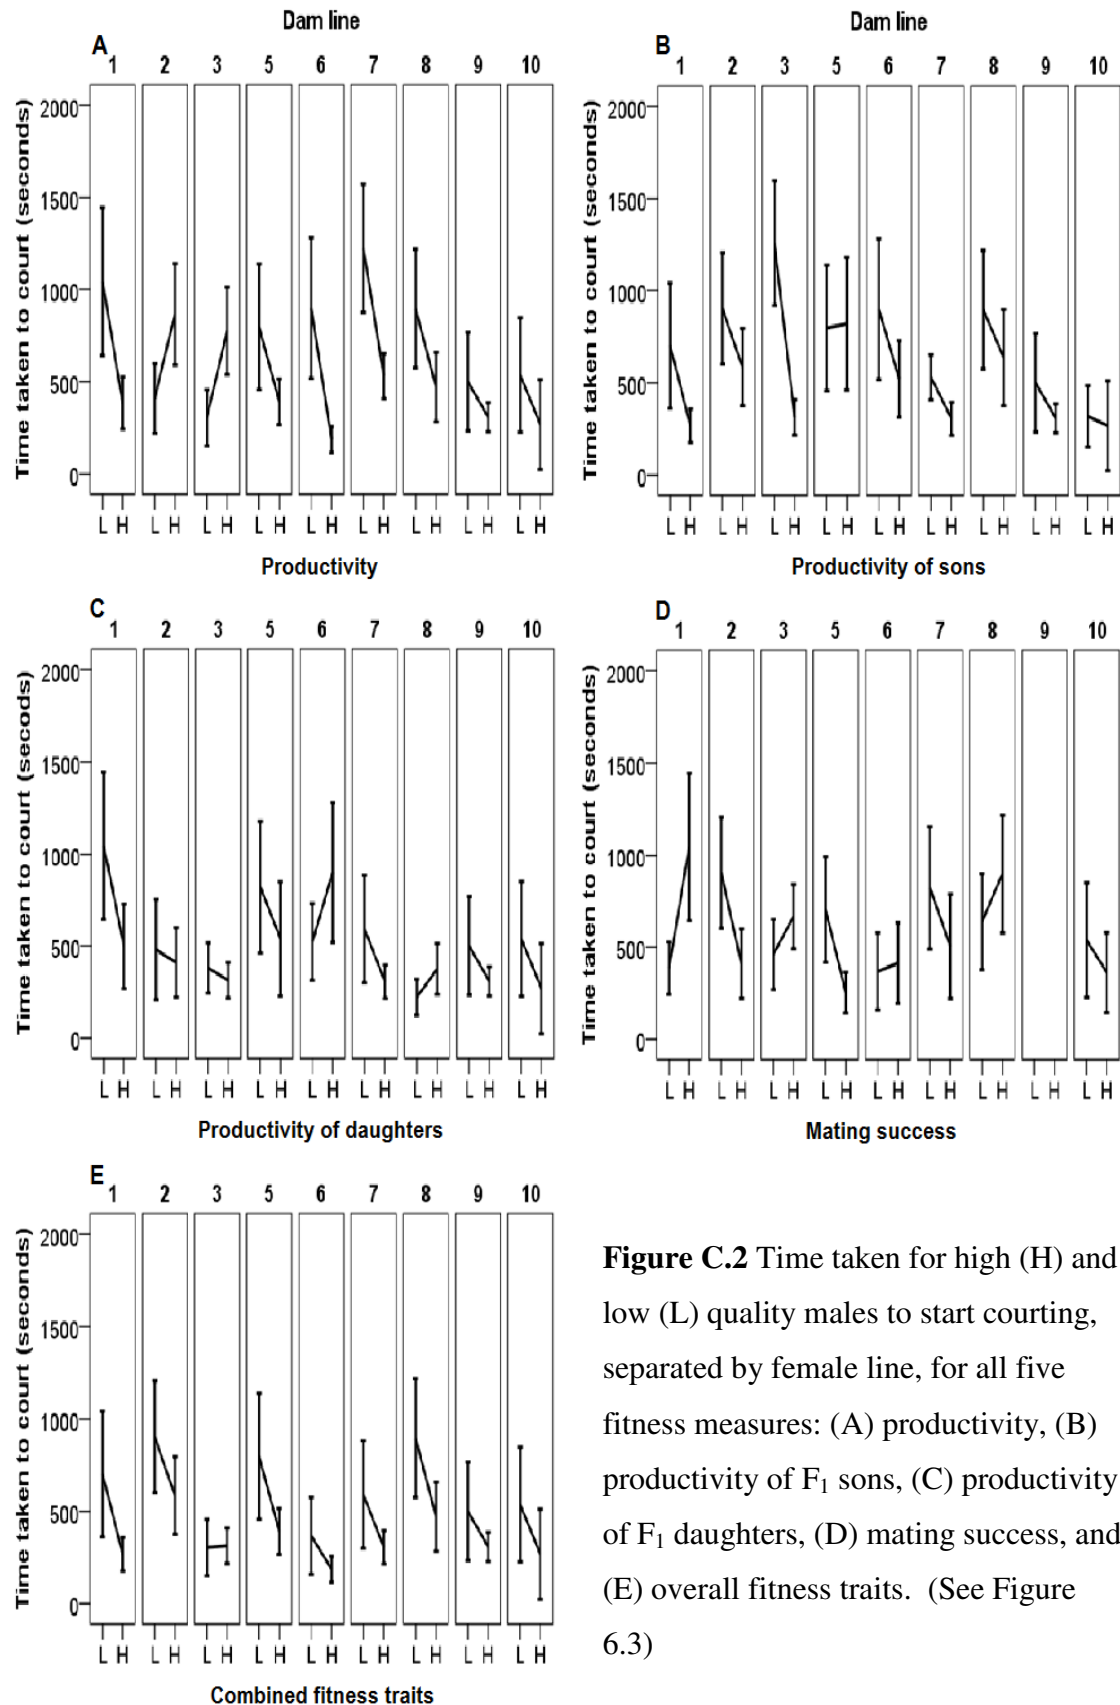 Dam line
A
1 2 3 5 6 7 8 9 10
Time taken to court (seconds)
2000
1500
1000
500
0
L H L H L H L H L H L H L H L H L H
Productivity
Dam line
B
1 2 3 5 6 7 8 9 10
Time taken to court (seconds)
2000
1500
1000
500
0
L H L H L H L H L H L H L H L H L H
Productivity of sons
C
1 2 3 5 6 7 8 9 10
Time taken to court (secods)
2000
1500
1000
500
0
L H L H L H L H L H L H L H L H L H
Productivity of daughters
D
1 2 3 5 6 7 8 9 10
Time taken to court (seconds)
2000
1500
1000
500
0
L H L H L H L H L H L H L H L H L H
Mating success
E
1 2 3 5 6 7 8 9 10
Time taken to court (seconds)
2000
1500
1000
500
0
L H L H L H L H L H L H L H L H L H
Combined fitness traits
Figure C.2 Time taken for high (H) and
low (L) quality males to start courting,
separated by female line, for all five
fitness measures: (A) productivity, (B)
productivity of F₁ sons, (C) productivity
of F₁ daughters, (D) mating success, and
(E) overall fitness traits. (See Figure
6.3)